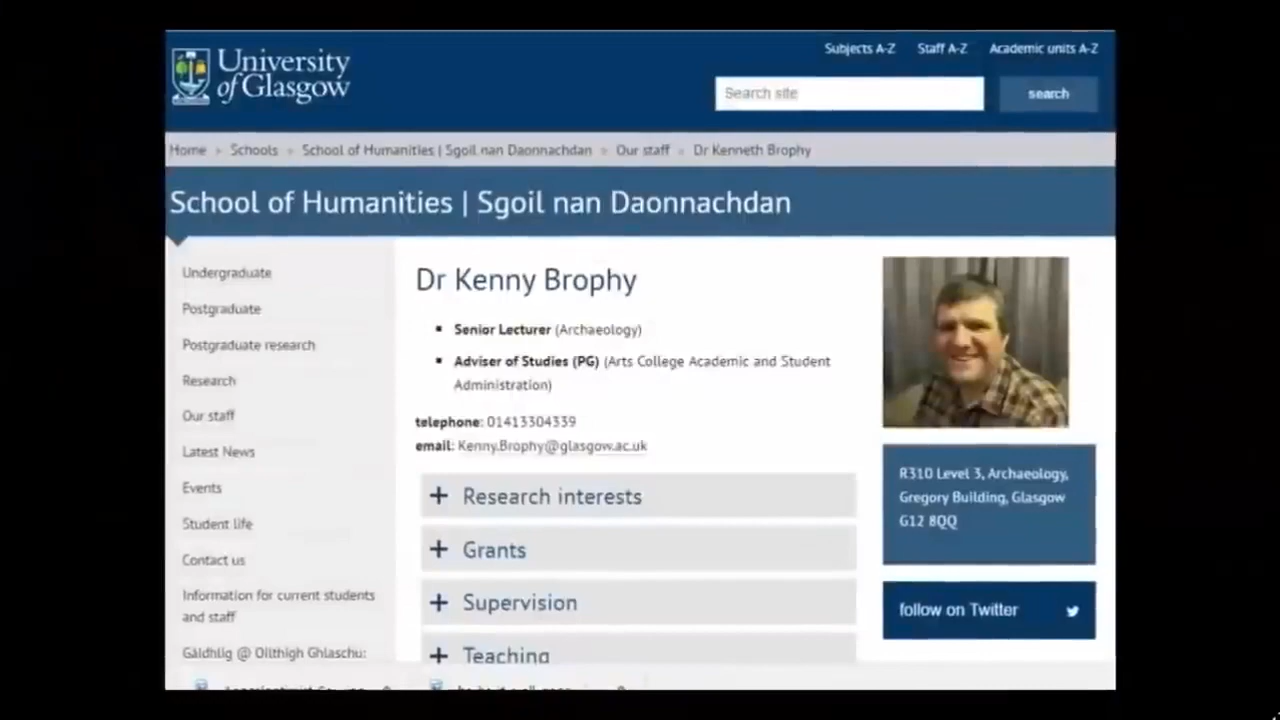 University
of Glasgow
Subjects A-Z Staff A-Z Academic units A-Z
Search site search
Home Schools School of Humanities | Sgoil nan Daonnachdan Our staff Dr Kenneth Brophy
School of Humanities | Sgoil nan Daonnachdan
Undergraduate
Postgraduate
Postgraduate research
Research
Our staff
Latest News
Events
Student life
Contact us
Information for current students
and staff
Gàidhlig @ Oilthigh Ghlaschu:
Dr Kenny Brophy
Senior Lecturer (Archaeology)
Adviser of Studies (PG) (Arts College Academic and Student
Administration)
telephone: 01413304339
email: Kenny.Brophy@glasgow.ac.uk
+ Research interests
+ Grants
+ Supervision
+ Teaching
R310 Level 3, Archaeology,
Gregory Building, Glasgow
G12 8QQ
follow on Twitter